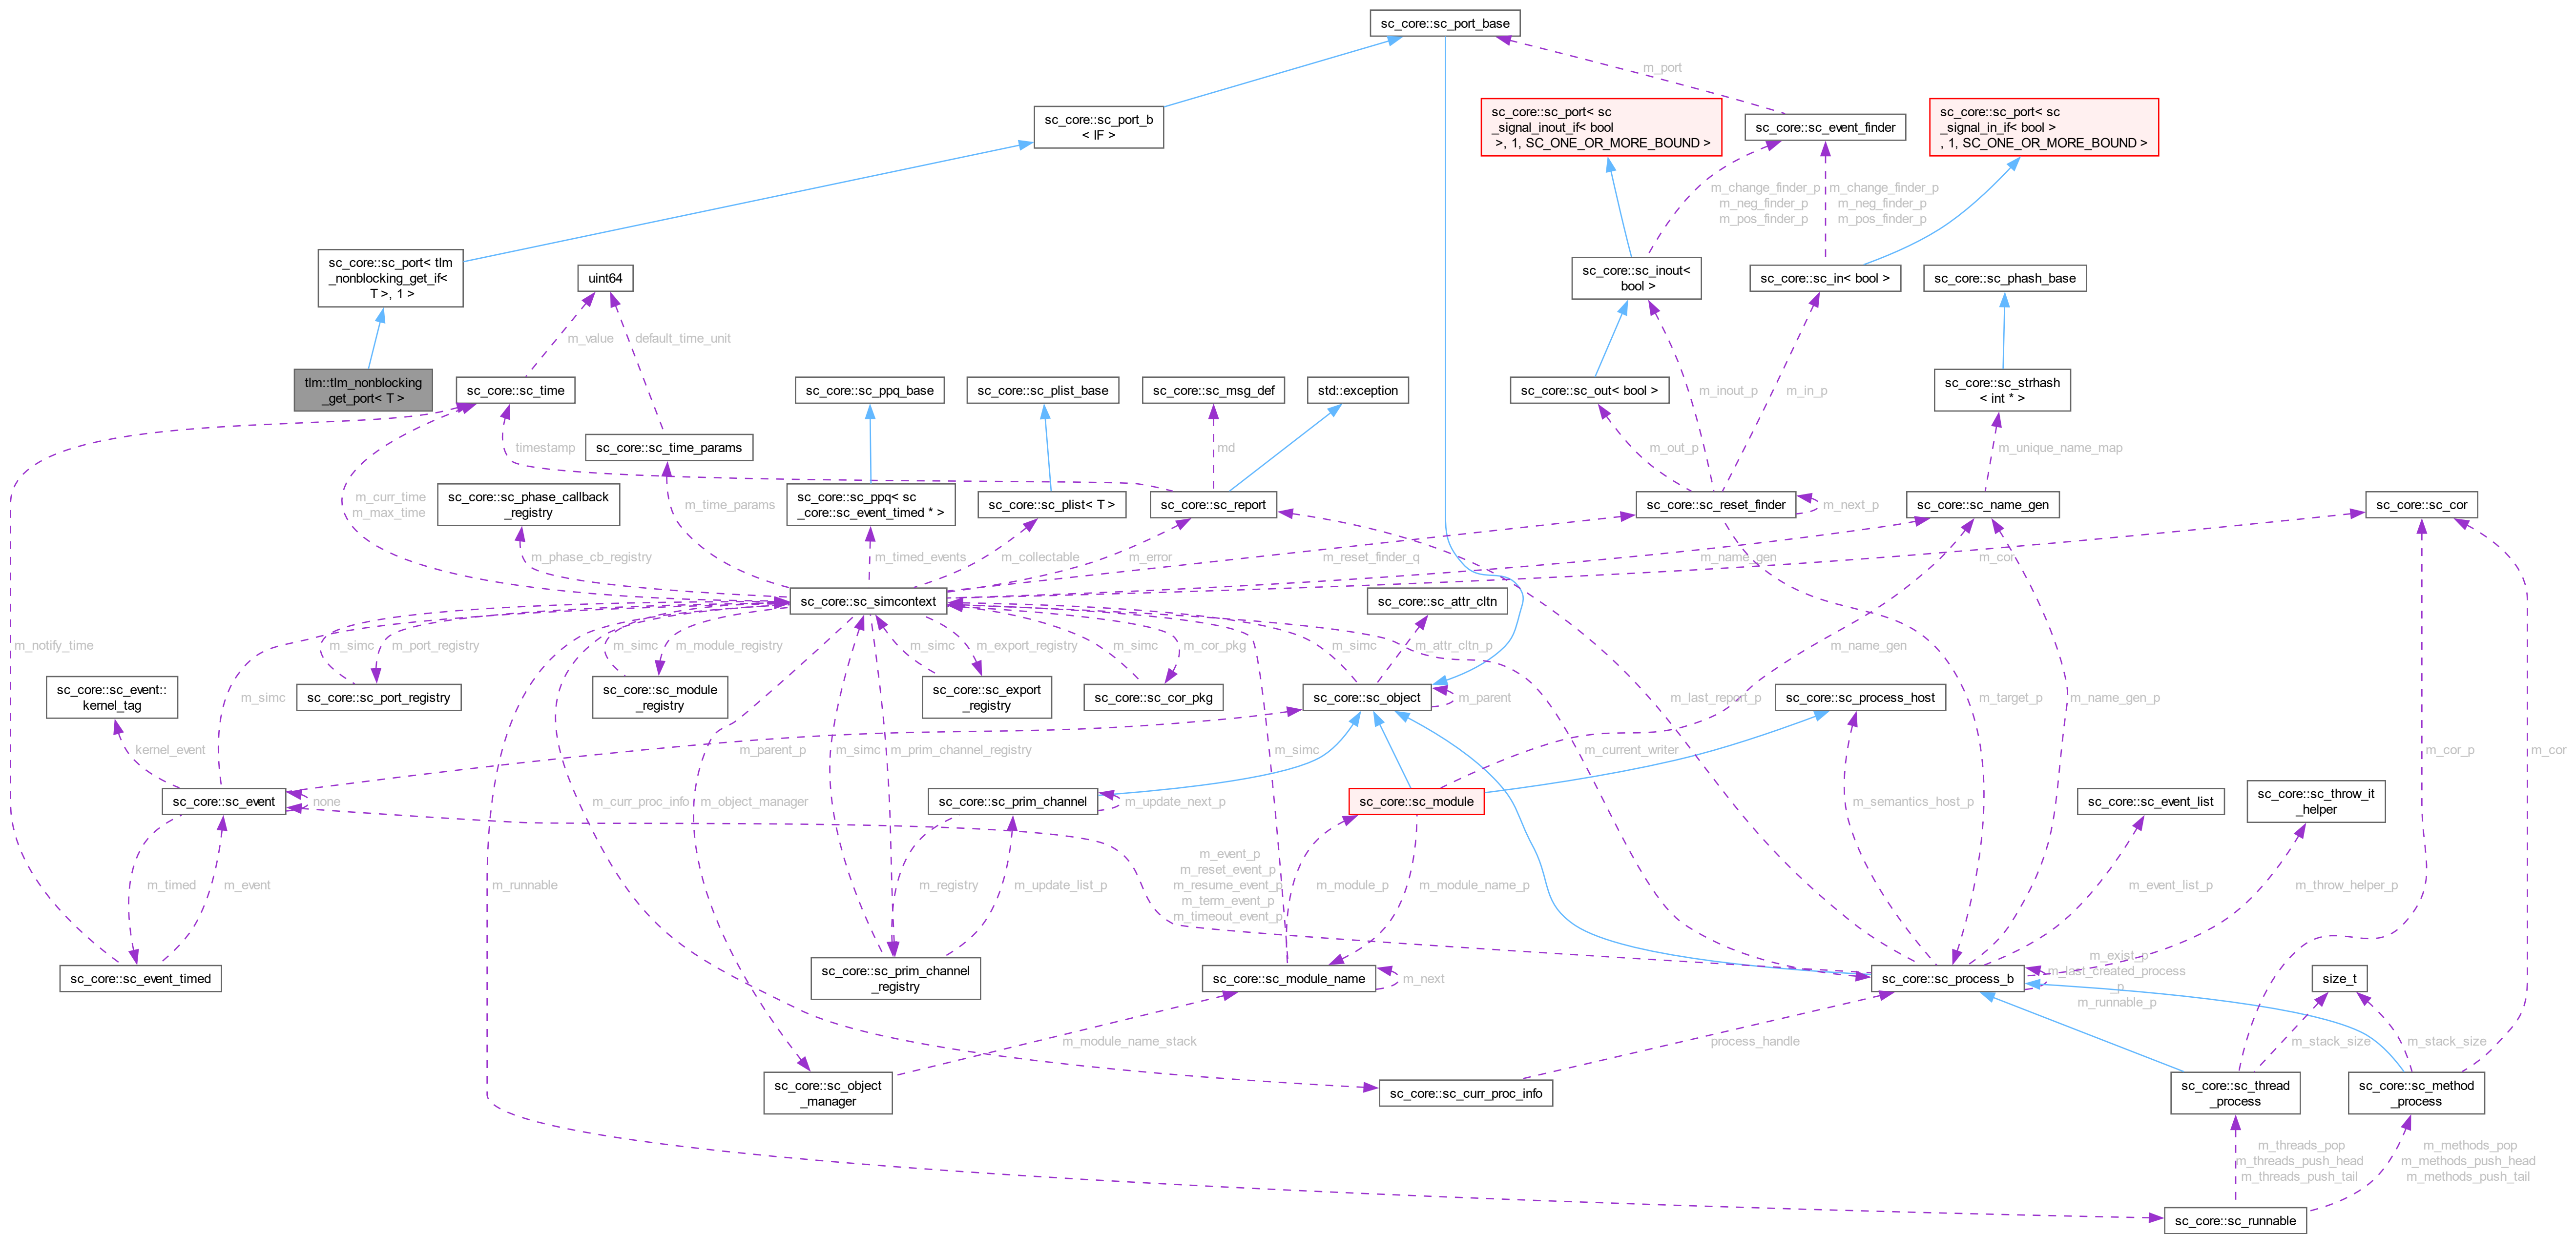 sc_core::sc_port_base
m_port
sc_core::sc_port_b
< IF >
sc_core::sc_port< sc
_signal_inout_if< bool
>, 1, SC_ONE_OR_MORE_BOUND >
sc_core::sc_event_finder
sc_core::sc_port< sc
_signal_in_if< bool >
, 1, SC_ONE_OR_MORE_BOUND >
m_change_finder_p
m_neg_finder_p
m_pos_finder_p
m_change_finder_p
m_neg_finder_p
m_pos_finder_p
sc_core::sc_port< tlm
_nonblocking_get_if<
T >, 1 >
uint64
sc_core::sc_inout<
bool >
sc_core::sc_in< bool >
sc_core::sc_phash_base
m_value
default_time_unit
tlm::tlm_nonblocking
_get_port< T >
sc_core::sc_time
sc_core::sc_ppq_base
sc_core::sc_plist_base
sc_core::sc_msg_def
std::exception
sc_core::sc_out< bool >
m_inout_p
m_in_p
sc_core::sc_strhash
< int * >
sc_core::sc_time_params
timestamp
md
m_out_p
m_unique_name_map
m_curr_time
m_max_time
sc_core::sc_phase_callback
_registry
m_time_params
sc_core::sc_ppq< sc
_core::sc_event_timed * >
sc_core::sc_plist< T >
sc_core::sc_report
sc_core::sc_reset_finder
m_next_p
sc_core::sc_name_gen
sc_core::sc_cor
m_phase_cb_registry
m_timed_events
m_collectable
m_error
m_reset_finder_q
m_name_gen
m_cor
sc_core::sc_simcontext
sc_core::sc_attr_cltn
m_notify_time
m_simc
m_port_registry
m_simc
m_module_registry
m_simc
m_export_registry
m_simc
m_cor_pkg
m_simc
m_attr_cltn_p
m_name_gen
sc_core::sc_event::
kernel_tag
m_simc
sc_core::sc_port_registry
sc_core::sc_module
_registry
sc_core::sc_export
_registry
sc_core::sc_cor_pkg
sc_core::sc_object
m_parent
m_last_report_p
sc_core::sc_process_host
m_target_p
m_name_gen_p
kernel_event
m_parent_p
m_simc
m_prim_channel_registry
m_simc
m_current_writer
m_cor_p
m_cor
sc_core::sc_event
none
m_curr_proc_info
m_object_manager
sc_core::sc_prim_channel
m_update_next_p
sc_core::sc_module
m_semantics_host_p
sc_core::sc_event_list
sc_core::sc_throw_it
_helper
m_timed
m_event
m_runnable
m_registry
m_update_list_p
m_event_p
m_reset_event_p
m_resume_event_p
m_term_event_p
m_timeout_event_p
m_module_p
m_module_name_p
m_event_list_p
m_throw_helper_p
sc_core::sc_event_timed
sc_core::sc_prim_channel
_registry
sc_core::sc_module_name
m_next
sc_core::sc_process_b
m_exist_p
m_last_created_process
_p
m_runnable_p
size_t
m_module_name_stack
process_handle
m_stack_size
m_stack_size
sc_core::sc_object
_manager
sc_core::sc_curr_proc_info
sc_core::sc_thread
_process
sc_core::sc_method
_process
m_threads_pop
m_threads_push_head
m_threads_push_tail
m_methods_pop
m_methods_push_head
m_methods_push_tail
sc_core::sc_runnable